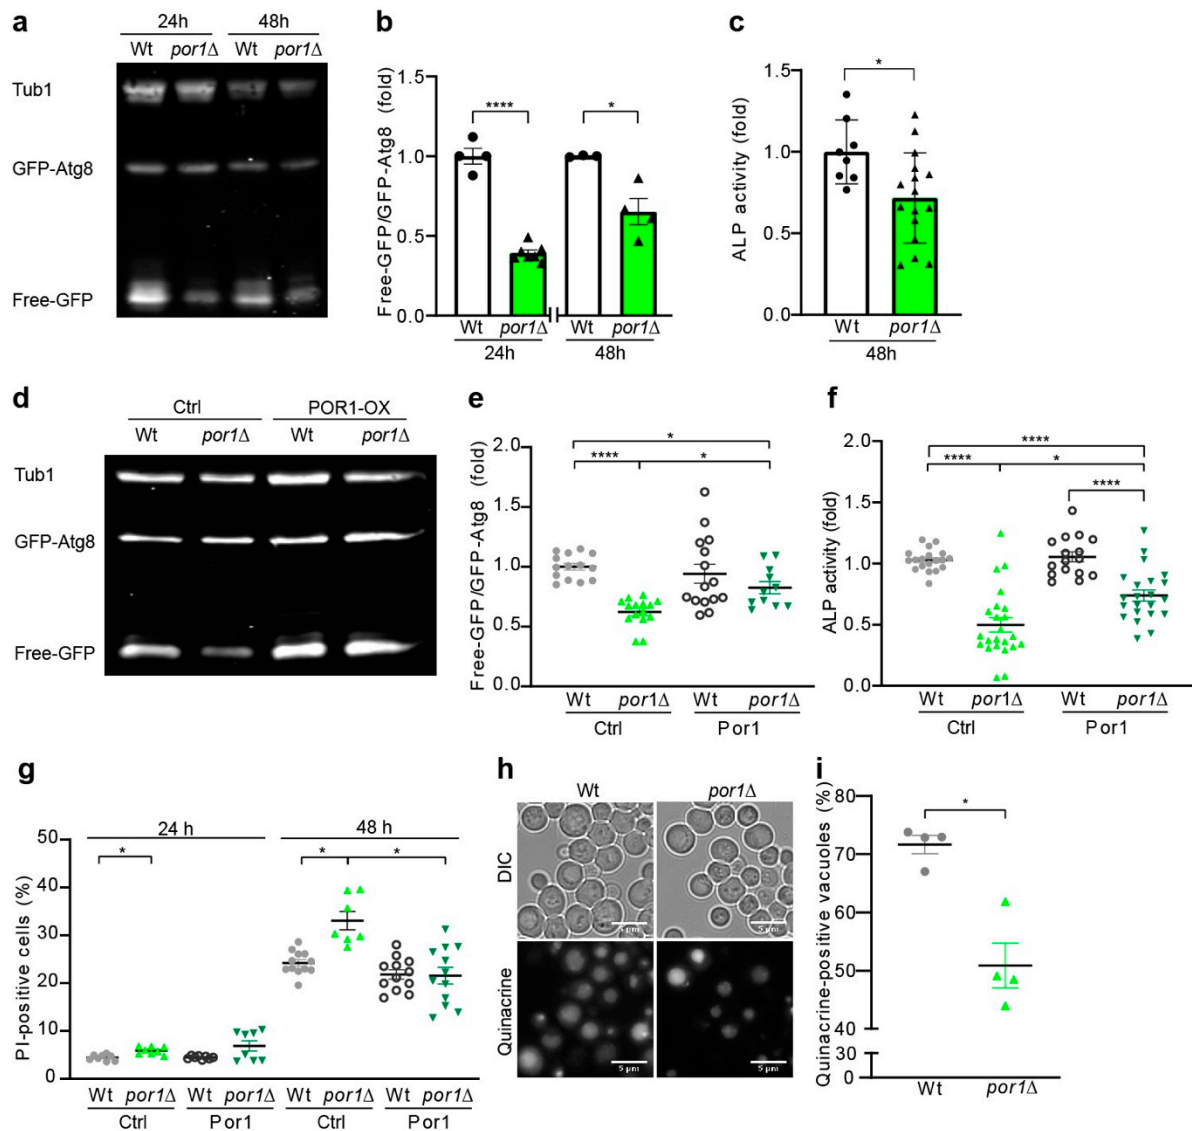 a
24h 48h
Wt por1Δ Wt por1Δ
Tub1
GFP-Atg8
Free-GFP
b
Free-GFP/GFP-Atg8 (fold)
1.5
1.0
0.5
0.0
**** *
Wt por1Δ Wt por1Δ
24h 48h
c
ALP activity (fold)
1.5
1.0
0.5
0.0
*
Wt por1Δ
48h
d
Ctrl POR1-OX
Wt por1Δ Wt por1Δ
Tub1
GFP-Atg8
Free-GFP
e
Free-GFP/GFP-Atg8 (fold)
2.0
1.5
1.0
0.5
0.0
*
**** *
Wt por1Δ Wt por1Δ
Ctrl Por1
f
ALP activity (fold)
2.0
1.5
1.0
0.5
0.0
****
**** *
****
Wt por1Δ Wt por1Δ
Ctrl Por1
g
PI-positive cells (%)
50
40
30
20
10
0
24 h 48 h
* * *
Wt por1Δ Wt por1Δ Wt por1Δ Wt por1Δ
Ctrl Por1 Ctrl Por1
h
Wt por1Δ
DIC
5 µm 5 µm
Quinacrine
5 µm 5 µm
i
Quinacrine-positive vacuoles (%)
80
70
60
50
40
30
0
*
Wt por1Δ